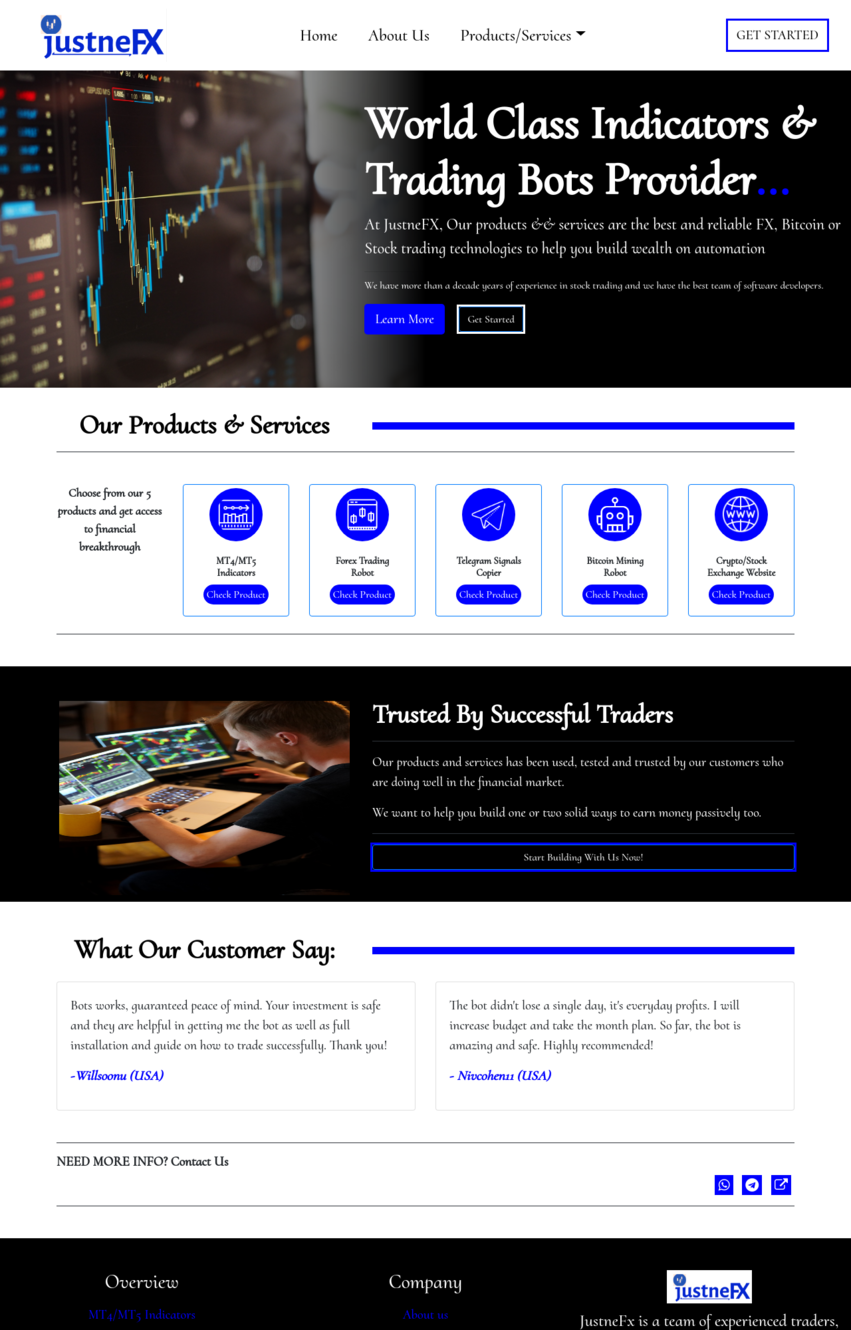 justneFX
Home
About Us
Products/Services
GET STARTED
World Class Indicators &
Trading Bots Provider...
At JustneFX, Our products && services are the best and reliable FX, Bitcoin or
Stock trading technologies to help you build wealth on automation
We have more than a decade years of experience in stock trading and we have the best team of software developers.
Learn More
Get Started
Our Products & Services
Choose from our 5
products and get access
to financial
breakthrough
MT4/MT5
Indicators
Check Product
Forex Trading
Robot
Check Product
Telegram Signals
Copier
Check Product
Bitcoin Mining
Robot
Check Product
WWW
Crypto/Stock
Exchange Website
Check Product
Trusted By Successful Traders
Our products and services has been used, tested and trusted by our customers who
are doing well in the financial market.
We want to help you build one or two solid ways to earn money passively too.
Start Building With Us Now!
What Our Customer Say:
Bots works, guaranteed peace of mind. Your investment is safe
and they are helpful in getting me the bot as well as full
installation and guide on how to trade successfully. Thank you!
-Willsoonu (USA)
The bot didn't lose a single day, it's everyday profits. I will
increase budget and take the month plan. So far, the bot is
amazing and safe. Highly recommended!
- Nivcohen11 (USA)
NEED MORE INFO? Contact Us
Overview
MT4/MT5 Indicators
Company
About us
justneFX
JustneFx is a team of experienced traders,